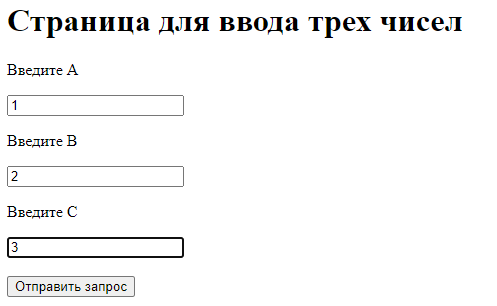 Страница для ввода трех чисел
Введите A
1
Введите B
2
Введите C
3
Отправить запрос